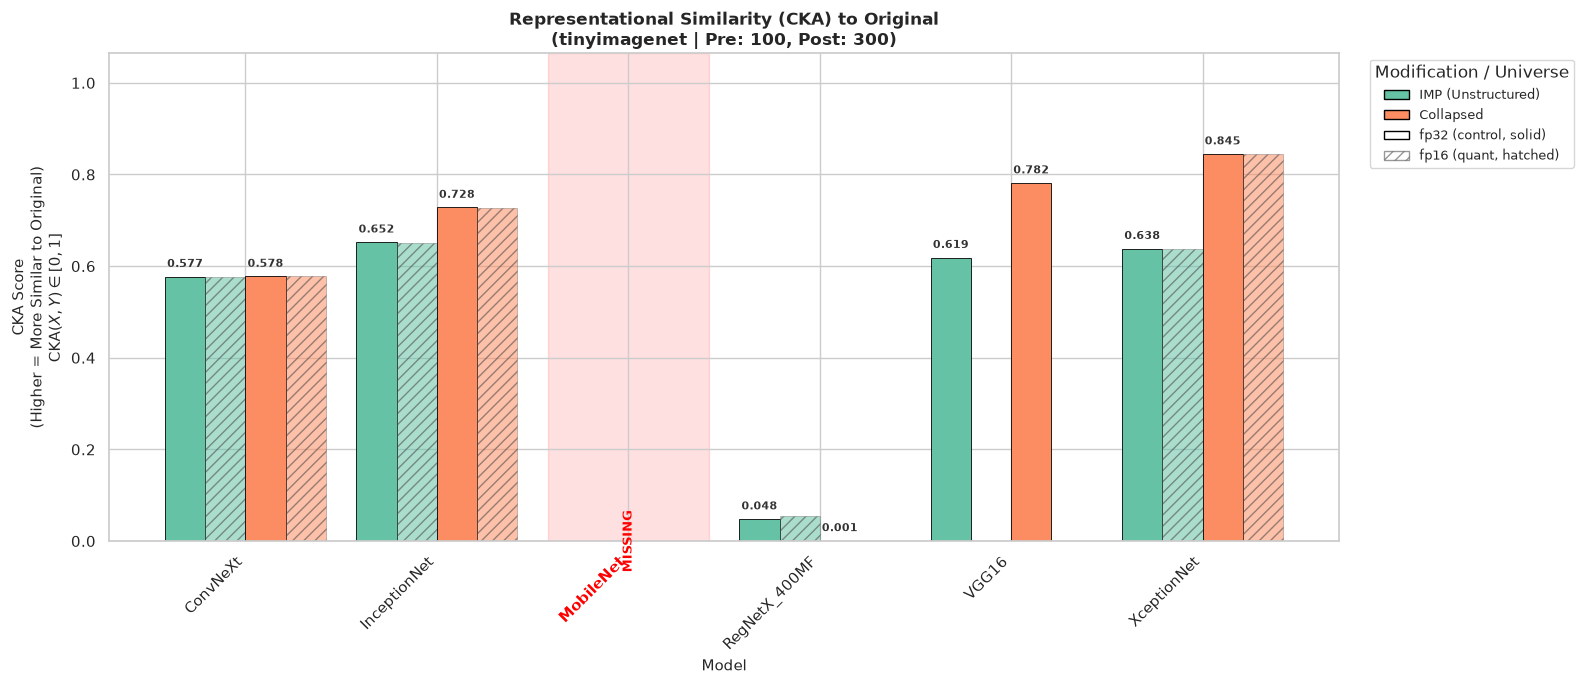 Representational Similarity (CKA) to Original
(tinyimagenet | Pre: 100, Post: 300)
CKA Score
(Higher = More Similar to Original)
CKA(X, Y) ∈ [0, 1]
1.0
0.8
0.6
0.4
0.2
0.0
0.577
0.578
0.652
0.728
MISSING
0.048
0.001
0.619
0.782
0.638
0.845
ConvNeXt
InceptionNet
MobileNet
RegNetX_400MF
VGG16
XceptionNet
Model
Modification / Universe
IMP (Unstructured)
Collapsed
fp32 (control, solid)
fp16 (quant, hatched)